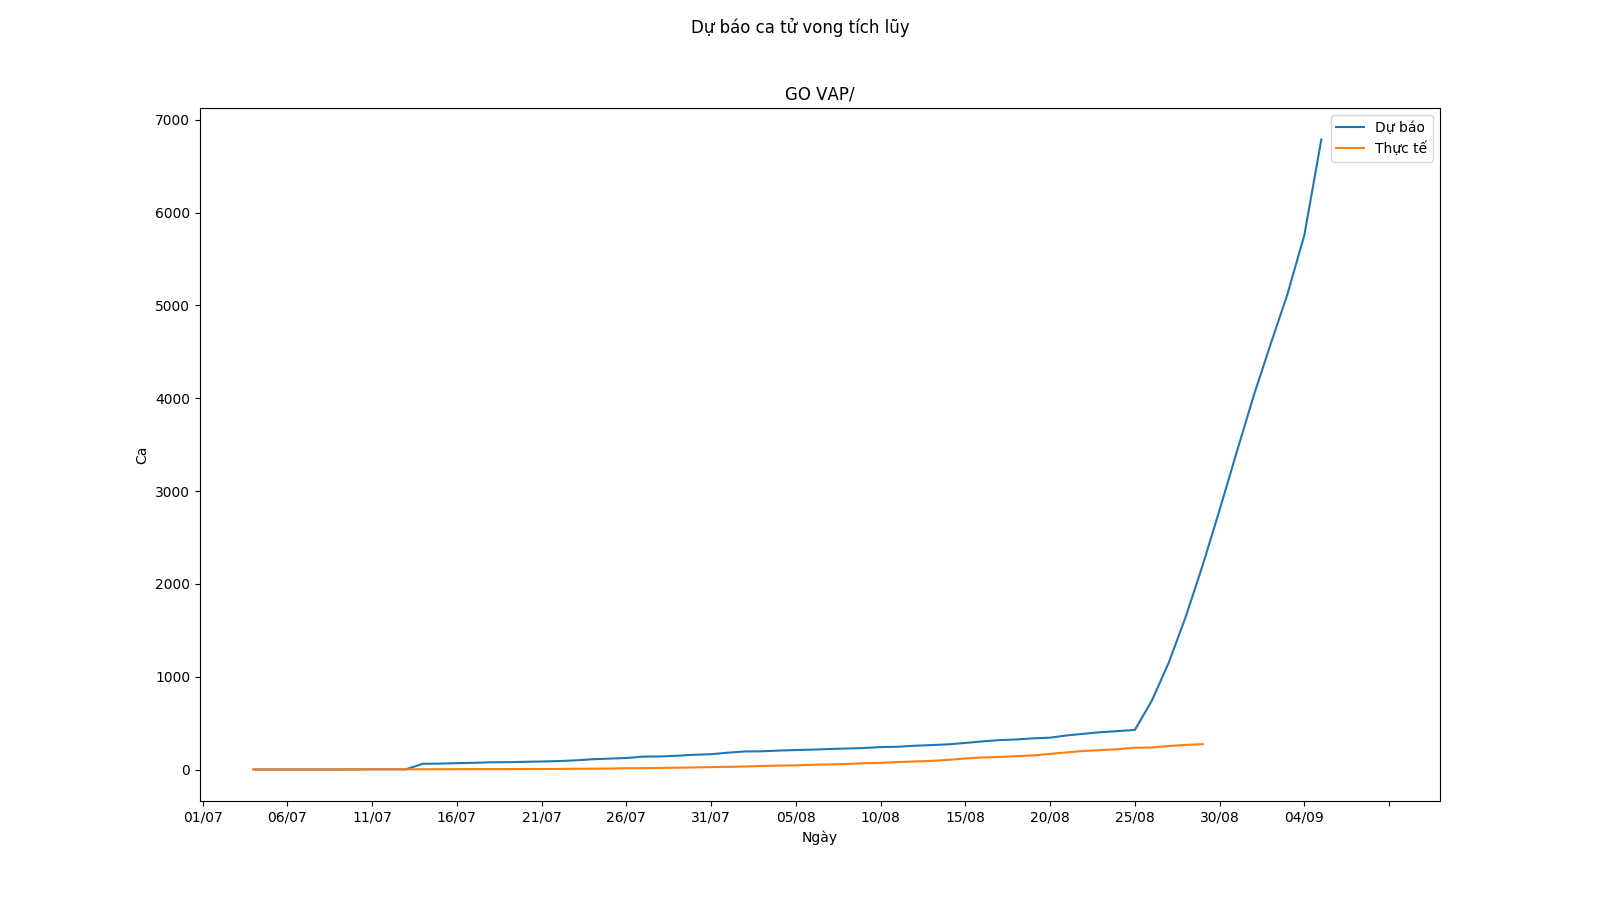 Dự báo ca tử vong tích lũy
GO VAP/
7000
6000
5000
4000
3000
2000
1000
0
Ca
Dự báo
Thực tế
01/07 06/07 11/07 16/07 21/07 26/07 31/07 05/08 10/08 15/08 20/08 25/08 30/08 04/09
Ngày